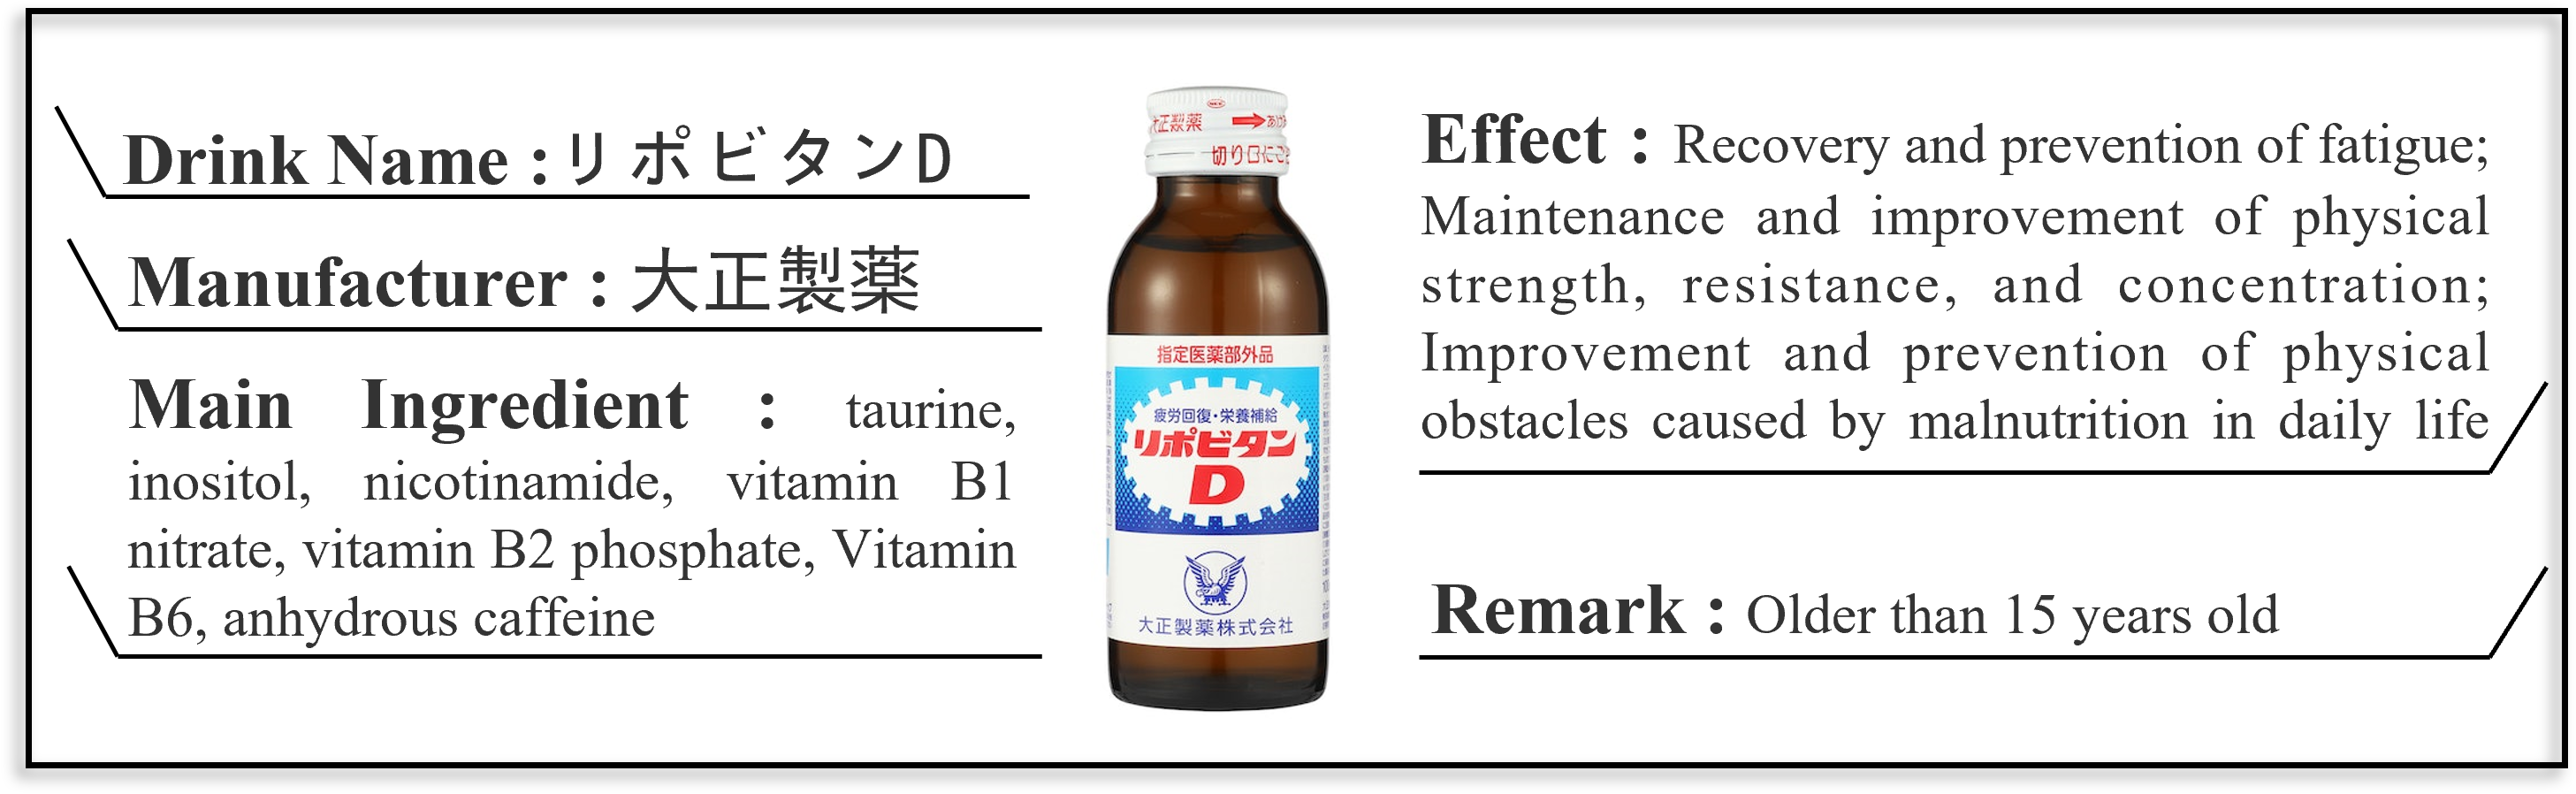 Drink Name :リポビタンD
Manufacturer : 大正製薬
Main Ingredient : taurine,
inositol, nicotinamide, vitamin B1
nitrate, vitamin B2 phosphate, Vitamin
B6, anhydrous caffeine
大正製薬
切り口にこ
指定医薬部外品
疲労回復・栄養補給
リポビタン
D
大正製薬株式会社
Effect : Recovery and prevention of fatigue;
Maintenance and improvement of physical
strength, resistance, and concentration;
Improvement and prevention of physical
obstacles caused by malnutrition in daily life
Remark : Older than 15 years old